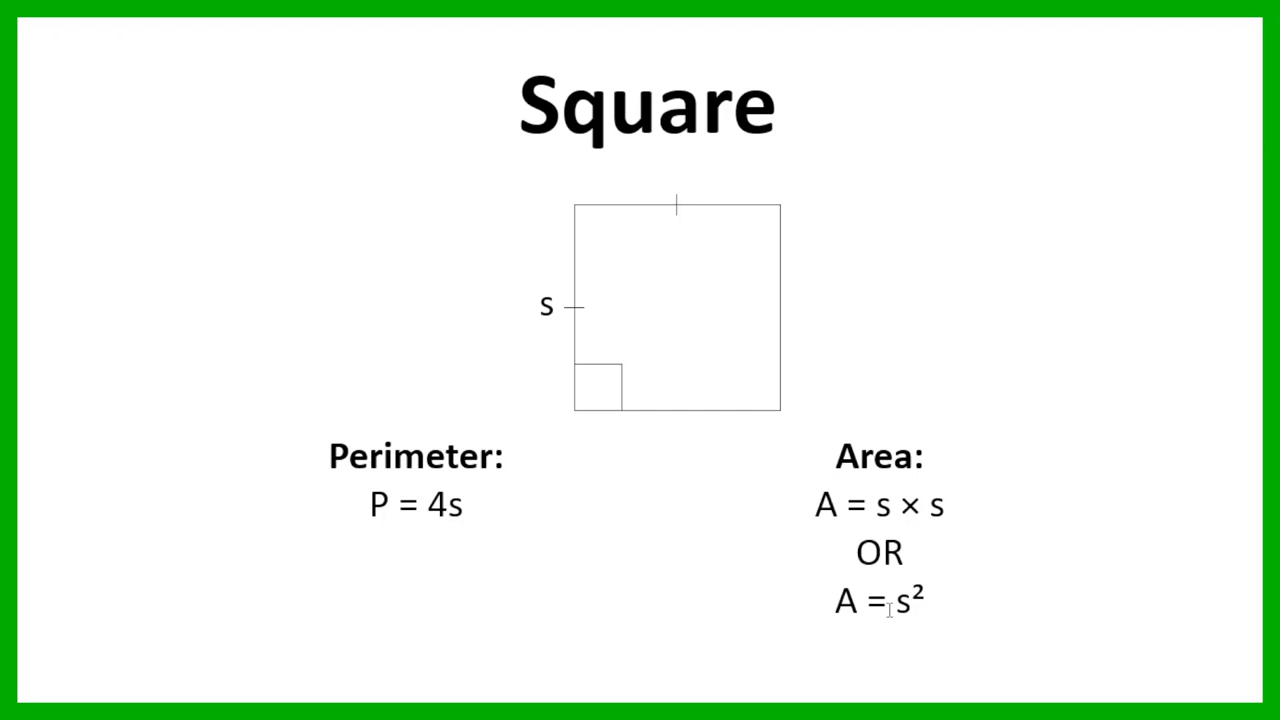 Square
s
Perimeter:
P = 4s
Area:
A = s × s
OR
A = s²